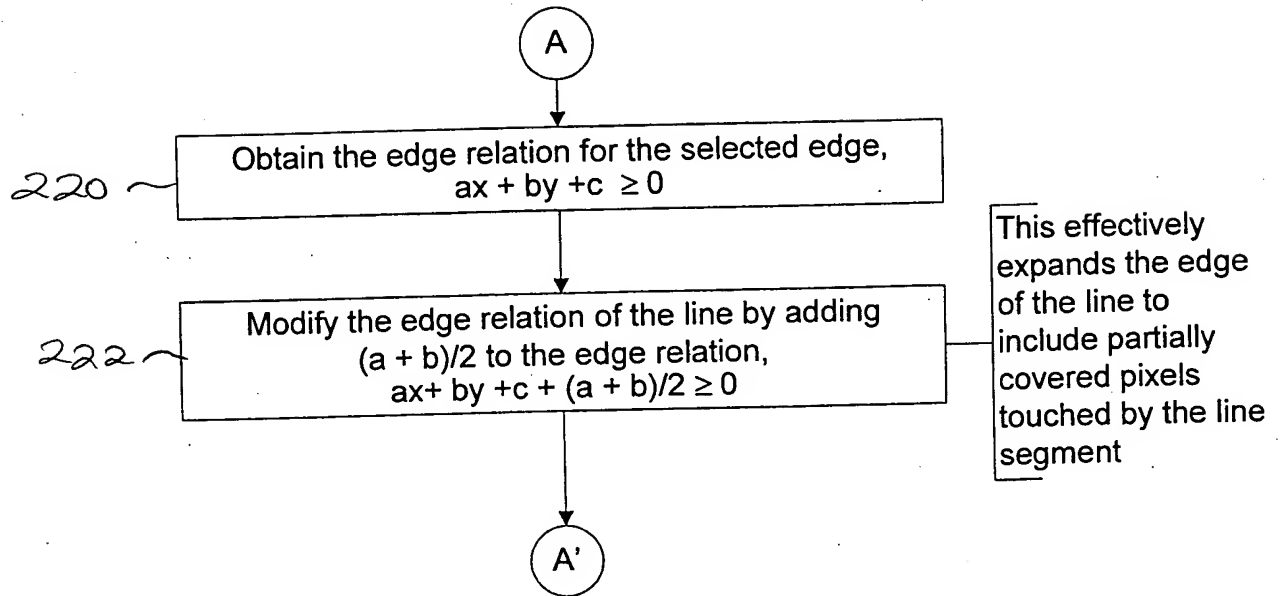 A
Obtain the edge relation for the selected edge,
ax + by +c ≥ 0
220
Modify the edge relation of the line by adding
(a + b)/2 to the edge relation,
ax+ by +c + (a + b)/2 ≥ 0
222
This effectively
expands the edge
of the line to
include partially
covered pixels
touched by the line
segment
A'